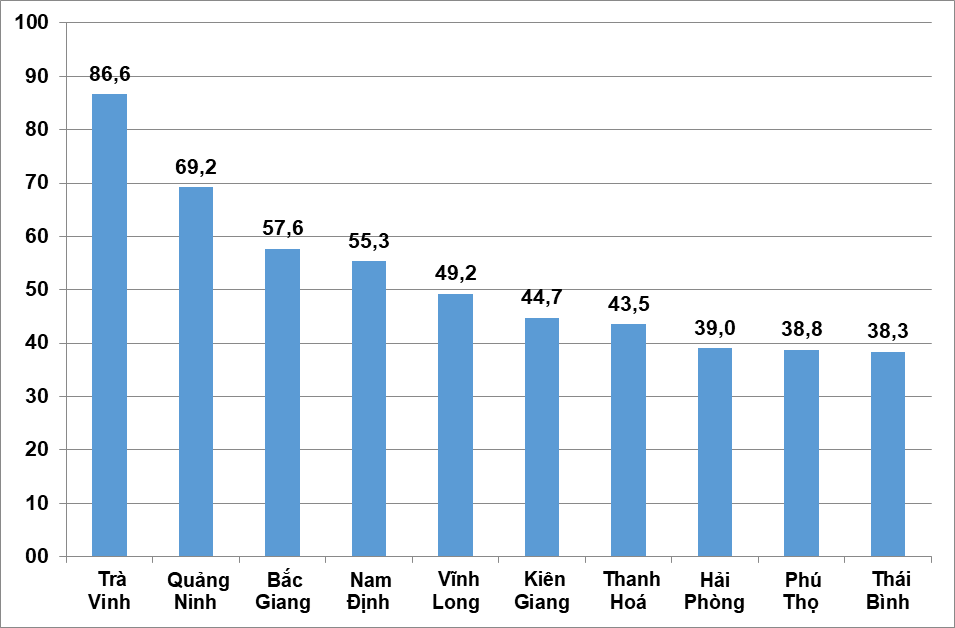 100
90
80
70
60
50
40
30
20
10
00
86,6
69,2
57,6
55,3
49,2
44,7
43,5
39,0
38,8
38,3
Trà
Vinh
Quảng
Ninh
Bắc
Giang
Nam
Định
Vĩnh
Long
Kiên
Giang
Thanh
Hoá
Hải
Phòng
Phú
Thọ
Thái
Bình